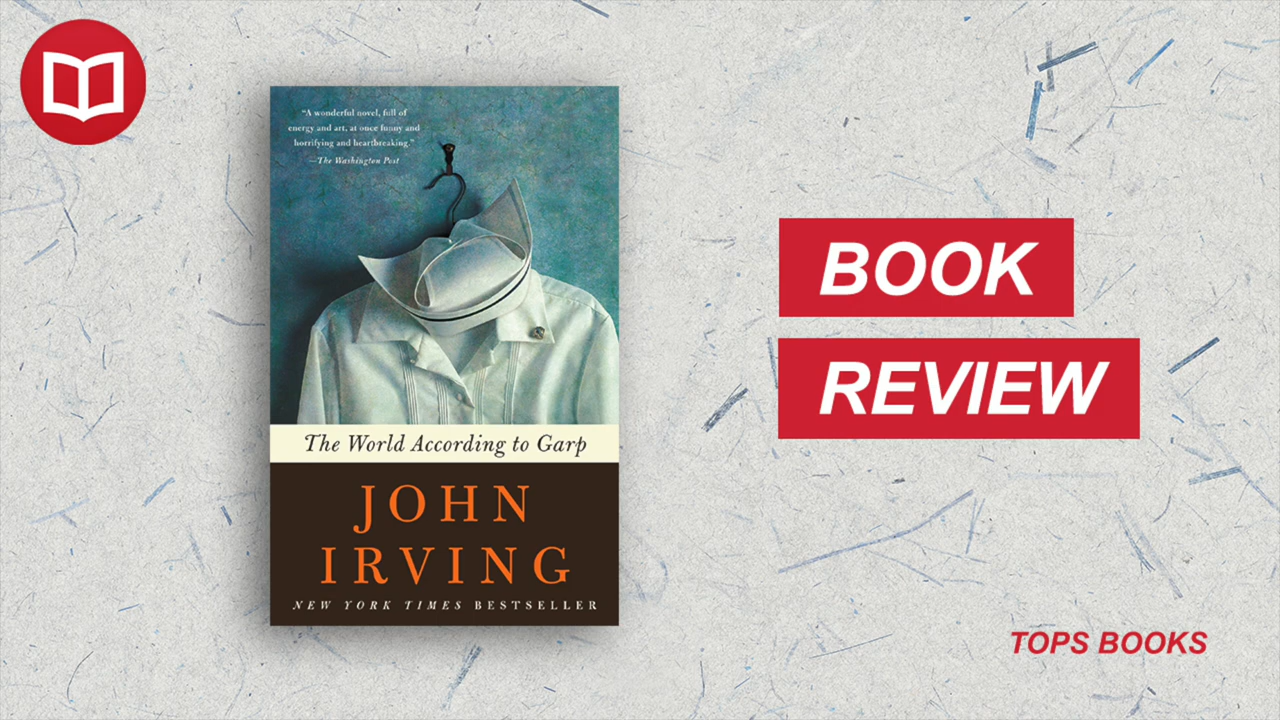 “A wonderful novel, full of
energy and art, at once funny and
horrifying and heartbreaking.”
—The Washington Post
The World According to Garp
JOHN
IRVING
NEW YORK TIMES BESTSELLER
BOOK
REVIEW
TOPS BOOKS